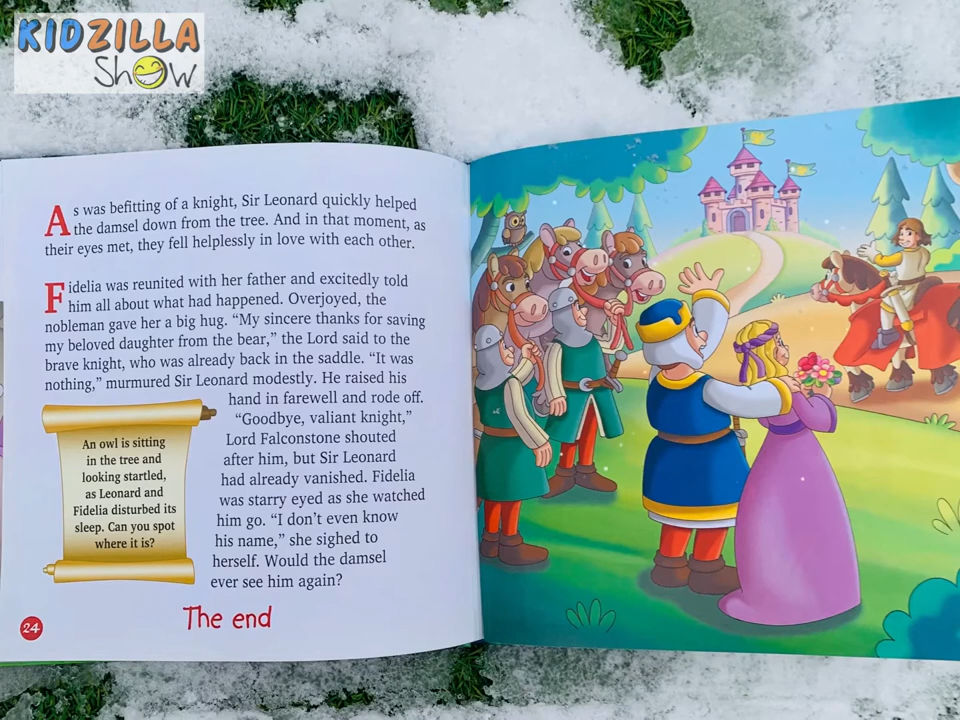 KIDZILLA
Show
As was befitting of a knight, Sir Leonard quickly helped
the damsel down from the tree. And in that moment, as
their eyes met, they fell helplessly in love with each other.
Fidelia was reunited with her father and excitedly told
him all about what had happened. Overjoyed, the
nobleman gave her a big hug. “My sincere thanks for saving
my beloved daughter from the bear,” the Lord said to the
brave knight, who was already back in the saddle. “It was
nothing,” murmured Sir Leonard modestly. He raised his
hand in farewell and rode off.
“Goodbye, valiant knight,”
Lord Falconstone shouted
after him, but Sir Leonard
had already vanished. Fidelia
was starry eyed as she watched
him go. “I don’t even know
his name,” she sighed to
herself. Would the damsel
ever see him again?
An owl is sitting
in the tree and
looking startled,
as Leonard and
Fidelia disturbed its
sleep. Can you spot
where it is?
The end
24